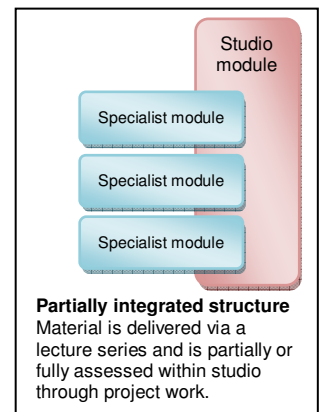 Studio
module
Specialist module
Specialist module
Specialist module
Partially integrated structure
Material is delivered via a
lecture series and is partially or
fully assessed within studio
through project work.